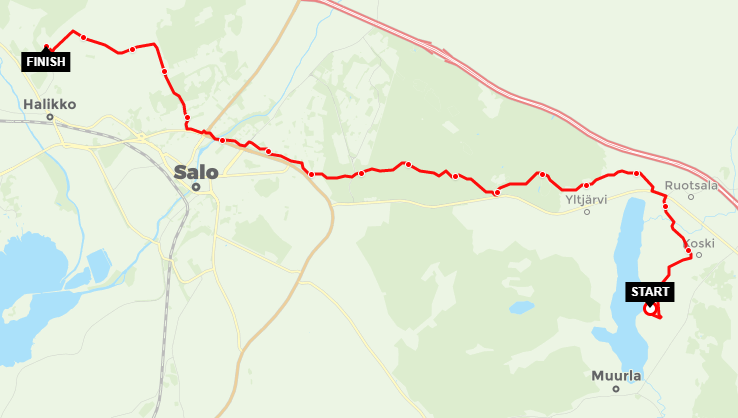 FINISH
Halikko
Salo
Yltjärvi
Ruotsala
Koski
START
Muurla